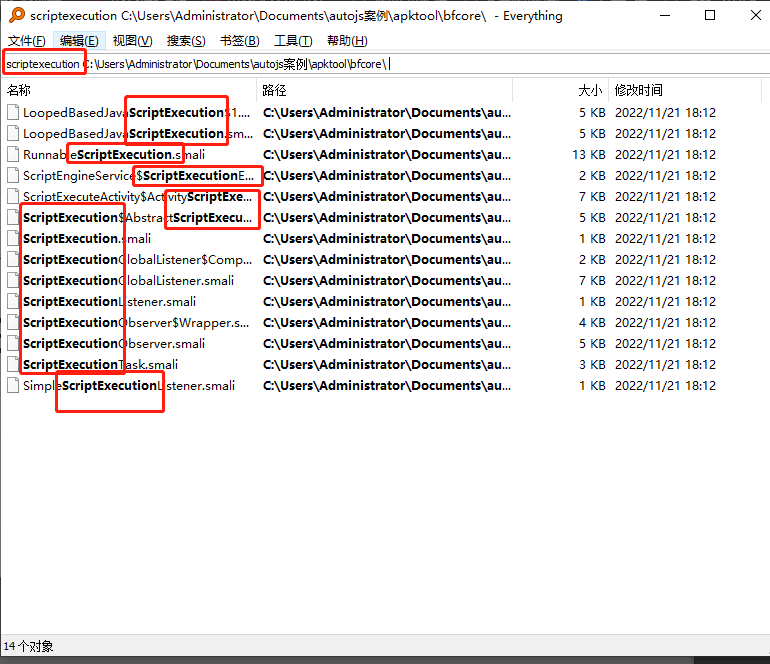 scriptexecution C:\Users\Administrator\Documents\autojs案例\apktool\bfcore\ - Everything
文件(F) 编辑(E) 视图(V) 搜索(S) 书签(B) 工具(T) 帮助(H)
scriptexecution C:\Users\Administrator\Documents\autojs案例\apktool\bfcore\
名称 路径 大小 修改时间
LoopedBasedJavaScriptExecution$1.... C:\Users\Administrator\Documents\au... 5 KB 2022/11/21 18:12
LoopedBasedJavaScriptExecution.sm... C:\Users\Administrator\Documents\au... 5 KB 2022/11/21 18:12
RunnableScriptExecution.smali C:\Users\Administrator\Documents\au... 13 KB 2022/11/21 18:12
ScriptEngineService$ScriptExecutionE... C:\Users\Administrator\Documents\au... 2 KB 2022/11/21 18:12
ScriptExecuteActivity$ActivityScriptExe... C:\Users\Administrator\Documents\au... 7 KB 2022/11/21 18:12
ScriptExecution$AbstractScriptExecu... C:\Users\Administrator\Documents\au... 5 KB 2022/11/21 18:12
ScriptExecution.smali C:\Users\Administrator\Documents\au... 1 KB 2022/11/21 18:12
ScriptExecutionGlobalListener$Comp... C:\Users\Administrator\Documents\au... 2 KB 2022/11/21 18:12
ScriptExecutionGlobalListener.smali C:\Users\Administrator\Documents\au... 7 KB 2022/11/21 18:12
ScriptExecutionListener.smali C:\Users\Administrator\Documents\au... 1 KB 2022/11/21 18:12
ScriptExecutionObserver$Wrapper.s... C:\Users\Administrator\Documents\au... 4 KB 2022/11/21 18:12
ScriptExecutionObserver.smali C:\Users\Administrator\Documents\au... 5 KB 2022/11/21 18:12
ScriptExecutionTask.smali C:\Users\Administrator\Documents\au... 3 KB 2022/11/21 18:12
SimpleScriptExecutionListener.smali C:\Users\Administrator\Documents\au... 1 KB 2022/11/21 18:12
14 个对象